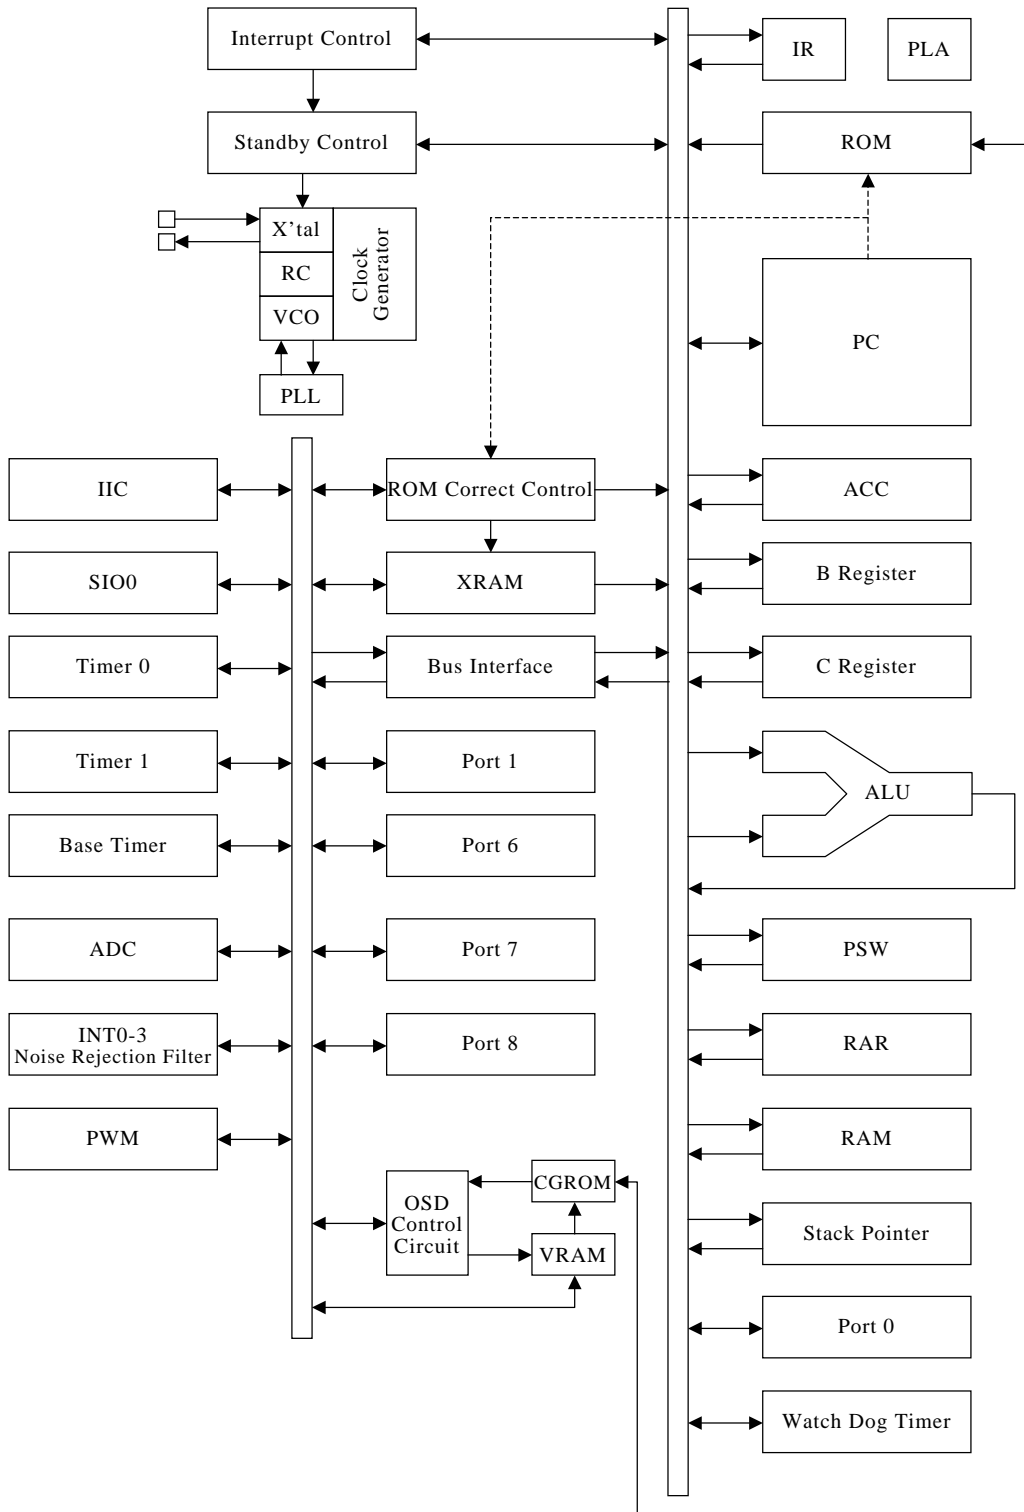 Interrupt Control
IR
PLA
Standby Control
ROM
X’tal
RC
VCO
Clock
Generator
PC
PLL
IIC
ROM Correct Control
ACC
SIO0
XRAM
B Register
Timer 0
Bus Interface
C Register
Timer 1
Port 1
ALU
Base Timer
Port 6
ADC
Port 7
PSW
INT0-3
Noise Rejection Filter
Port 8
RAR
PWM
RAM
OSD
Control
Circuit
CGROM
VRAM
Stack Pointer
Port 0
Watch Dog Timer